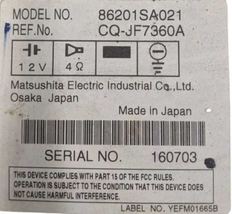 MODEL NO. 86201SA021
REF.No. CQ-JF7360A
12V 4Ω
Matsushita Electric Industrial Co.,Ltd.
Osaka Japan
Made in Japan
SERIAL NO. 160703
THIS DEVICE COMPLIES WITH PART 15 OF THE FCC RULES.
OPERATION IS SUBJECT TO THE CONDITION THAT THIS DEVICE
DOES NOT CAUSE HARMFUL INTERFERENCE.
LABEL NO. YEFM01665B